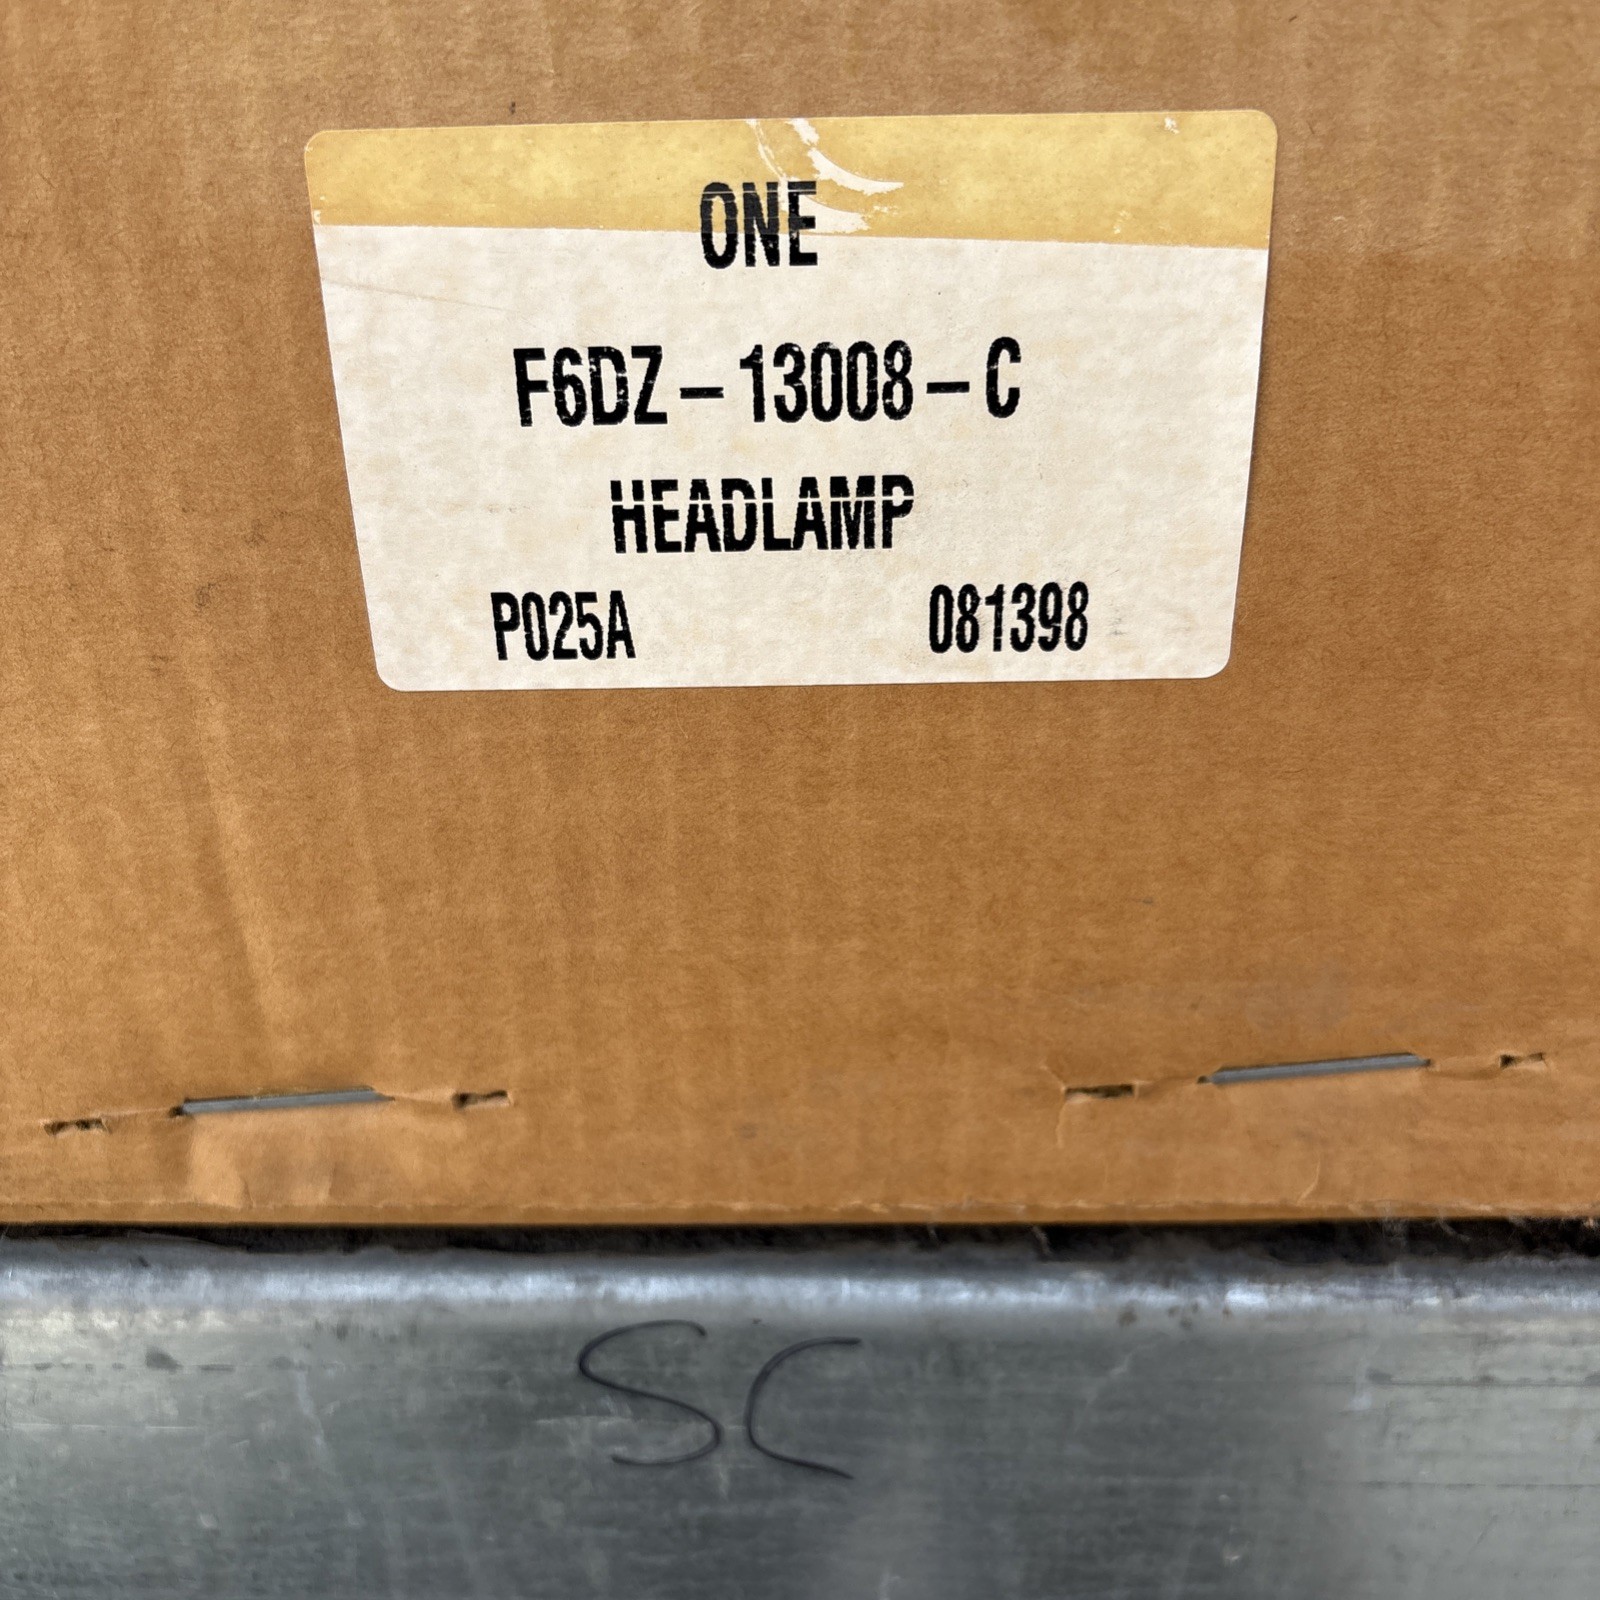 ONE
F6DZ-13008-C
HEADLAMP
P025A 081398
SC